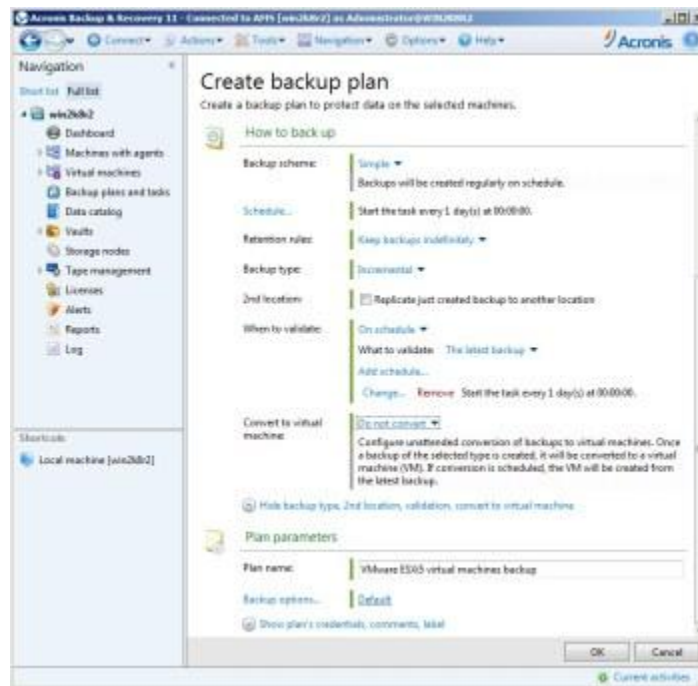 Acronis Backup & Recovery 11 - Connected to AMS [win2k8r2] as Administrator@WIN2K8R2
Connect Actions Tools Navigation Options Help Acronis
Navigation
Short list Full list
win2k8r2
Dashboard
Machines with agents
Virtual machines
Backup plans and tasks
Data catalog
Vaults
Storage nodes
Tape management
Licenses
Alerts
Reports
Log
Shortcuts
Local machine [win2k8r2]
Create backup plan
Create a backup plan to protect data on the selected machines.
How to back up
Backup scheme: Simple
Backups will be created regularly on schedule.
Schedule... Start the task every 1 day(s) at 00:00:00.
Retention rules: Keep backups indefinitely
Backup type: Incremental
2nd location: Replicate just created backup to another location
When to validate: On schedule
What to validate: The latest backup
Add schedule...
Change... Remove Start the task every 1 day(s) at 00:00:00.
Convert to virtual machine: Do not convert
Configure unattended conversion of backups to virtual machines. Once
a backup of the selected type is created, it will be converted to a virtual
machine (VM). If conversion is scheduled, the VM will be created from
the latest backup.
Hide backup type, 2nd location, validation, convert to virtual machine
Plan parameters
Plan name: VMware ESX5 virtual machines backup
Backup options... Default
Show plan's credentials, comments, label
OK Cancel
Current activities